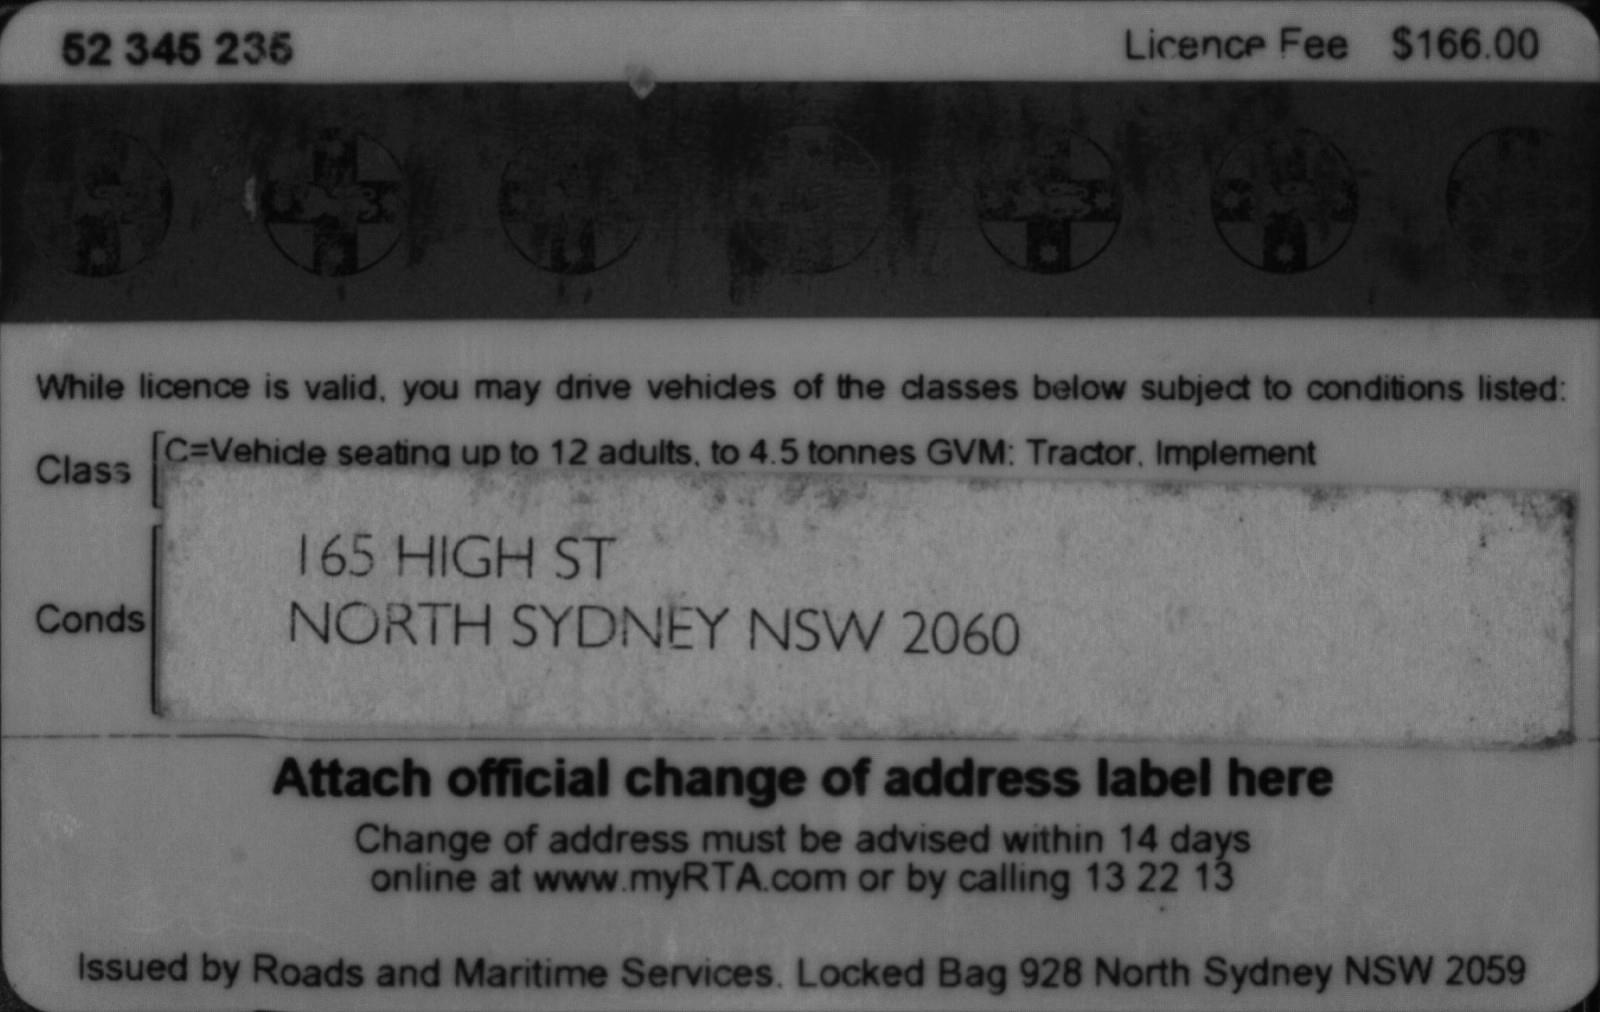 52 345 235
Licence Fee $166.00
While licence is valid, you may drive vehicles of the classes below subject to conditions listed:
Class
C=Vehicle seating up to 12 adults, to 4.5 tonnes GVM: Tractor, Implement
165 HIGH ST
Conds
NORTH SYDNEY NSW 2060
Attach official change of address label here
Change of address must be advised within 14 days
online at www.myRTA.com or by calling 13 22 13
Issued by Roads and Maritime Services. Locked Bag 928 North Sydney NSW 2059